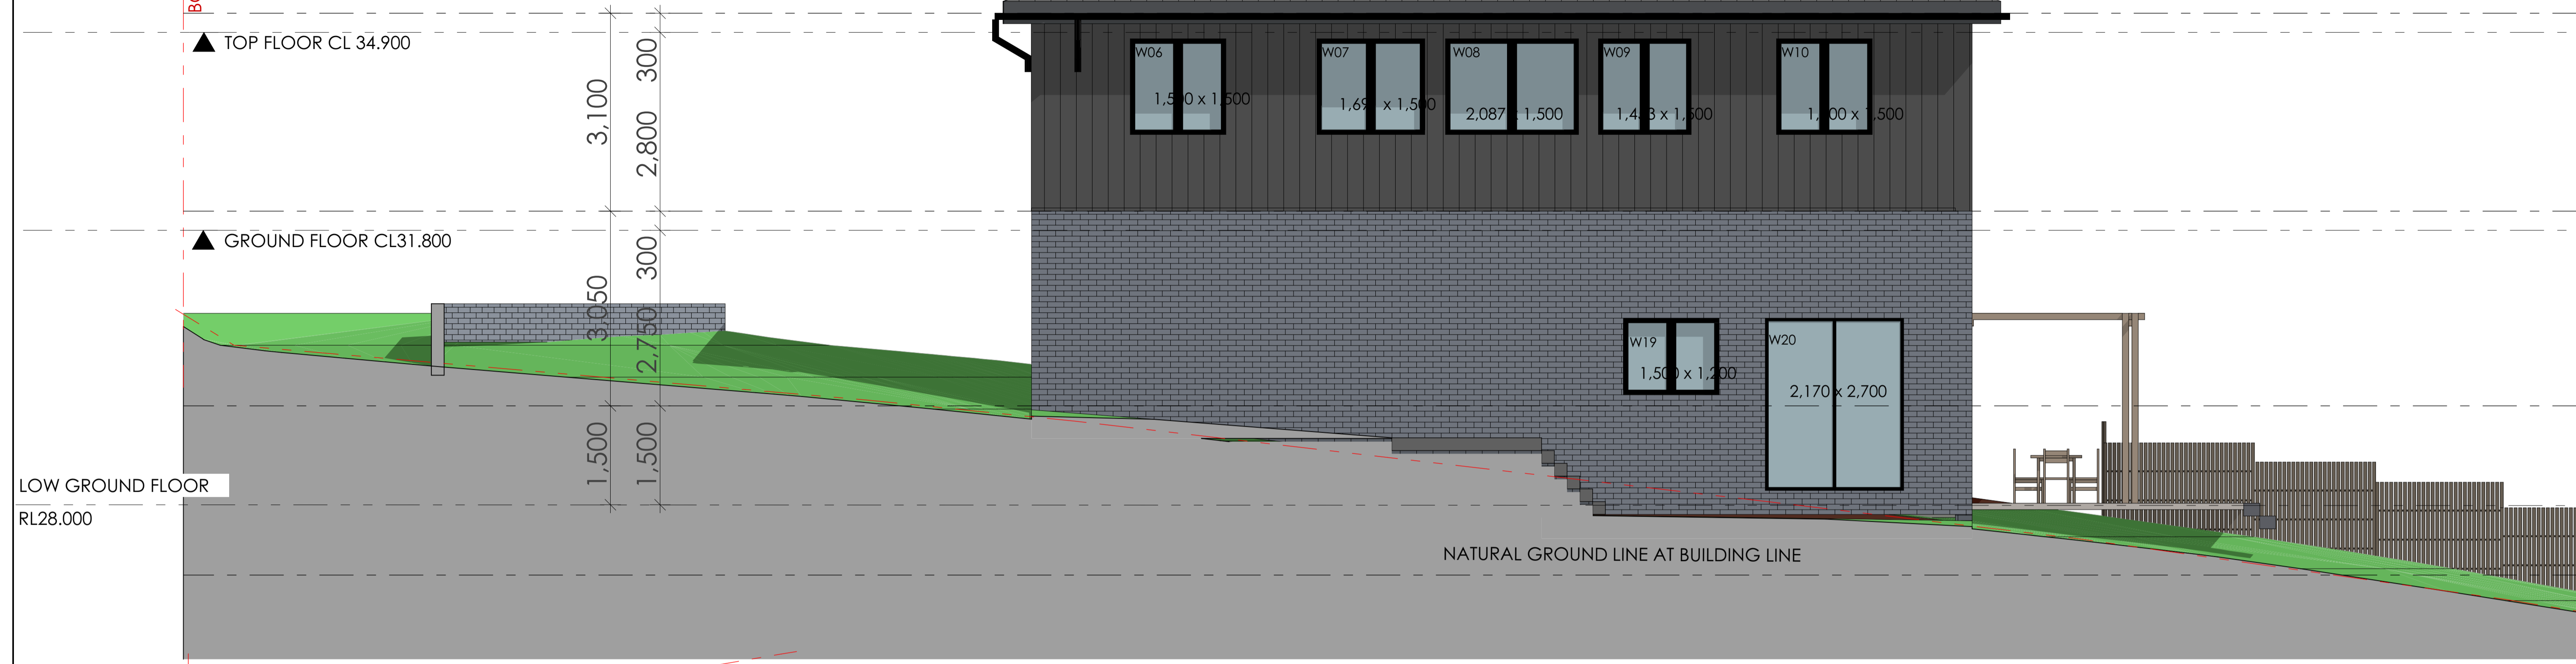 TOP FLOOR CL 34.900
3,100
300
2,800
W06
W07
W08
W09
W10
2,087 x 1,500
GROUND FLOOR CL31.800
3,050
300
2,750
W19
W20
1,500 x 1,200
2,170 x 2,700
1,500
1,500
LOW GROUND FLOOR
RL28.000
NATURAL GROUND LINE AT BUILDING LINE